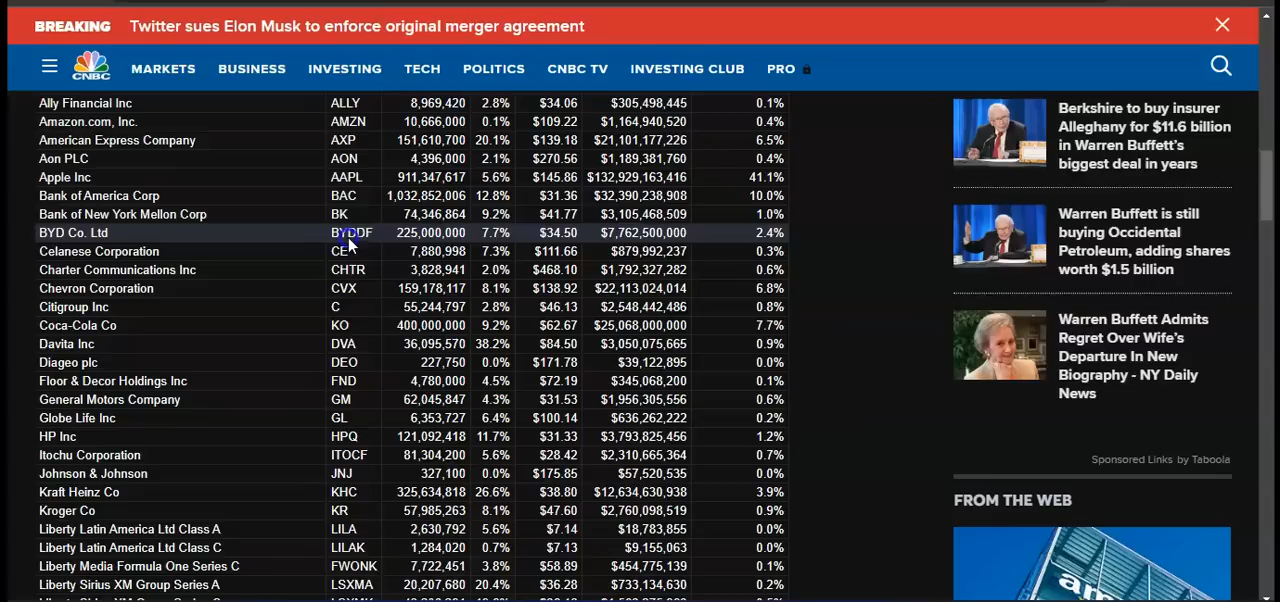 BREAKING Twitter sues Elon Musk to enforce original merger agreement
CNBC MARKETS BUSINESS INVESTING TECH POLITICS CNBC TV INVESTING CLUB PRO
Ally Financial Inc ALLY 8,969,420 2.8% $34.06 $305,498,445 0.1%
Amazon.com, Inc. AMZN 10,666,000 0.1% $109.22 $1,164,940,520 0.4%
American Express Company AXP 151,610,700 20.1% $139.18 $21,101,177,226 6.5%
Aon PLC AON 4,396,000 2.1% $270.56 $1,189,381,760 0.4%
Apple Inc AAPL 911,347,617 5.6% $145.86 $132,929,163,416 41.1%
Bank of America Corp BAC 1,032,852,006 12.8% $31.36 $32,390,238,908 10.0%
Bank of New York Mellon Corp BK 74,346,864 9.2% $41.77 $3,105,468,509 1.0%
BYD Co. Ltd BYDDF 225,000,000 7.7% $34.50 $7,762,500,000 2.4%
Celanese Corporation CE 7,880,998 7.3% $111.66 $879,992,237 0.3%
Charter Communications Inc CHTR 3,828,941 2.0% $468.10 $1,792,327,282 0.6%
Chevron Corporation CVX 159,178,117 8.1% $138.92 $22,113,024,014 6.8%
Citigroup Inc C 55,244,797 2.8% $46.13 $2,548,442,486 0.8%
Coca-Cola Co KO 400,000,000 9.2% $62.67 $25,068,000,000 7.7%
Davita Inc DVA 36,095,570 38.2% $84.50 $3,050,075,665 0.9%
Diageo plc DEO 227,750 0.0% $171.78 $39,122,895 0.0%
Floor & Decor Holdings Inc FND 4,780,000 4.5% $72.19 $345,068,200 0.1%
General Motors Company GM 62,045,847 4.3% $31.53 $1,956,305,556 0.6%
Globe Life Inc GL 6,353,727 6.4% $100.14 $636,262,222 0.2%
HP Inc HPQ 121,092,418 11.7% $31.33 $3,793,825,456 1.2%
Itochu Corporation ITOCF 81,304,200 5.6% $28.42 $2,310,665,364 0.7%
Johnson & Johnson JNJ 327,100 0.0% $175.85 $57,520,535 0.0%
Kraft Heinz Co KHC 325,634,818 26.6% $38.80 $12,634,630,938 3.9%
Kroger Co KR 57,985,263 8.1% $47.60 $2,760,098,519 0.9%
Liberty Latin America Ltd Class A LILA 2,630,792 5.6% $7.14 $18,783,855 0.0%
Liberty Latin America Ltd Class C LILAK 1,284,020 0.7% $7.13 $9,155,063 0.0%
Liberty Media Formula One Series C FWONK 7,722,451 3.8% $58.89 $454,775,139 0.1%
Liberty Sirius XM Group Series A LSXMA 20,207,680 20.4% $36.28 $733,134,630 0.2%
Berkshire to buy insurer
Alleghany for $11.6 billion
in Warren Buffett's
biggest deal in years
Warren Buffett is still
buying Occidental
Petroleum, adding shares
worth $1.5 billion
Warren Buffett Admits
Regret Over Wife's
Departure In New
Biography - NY Daily
News
Sponsored Links by Taboola
FROM THE WEB